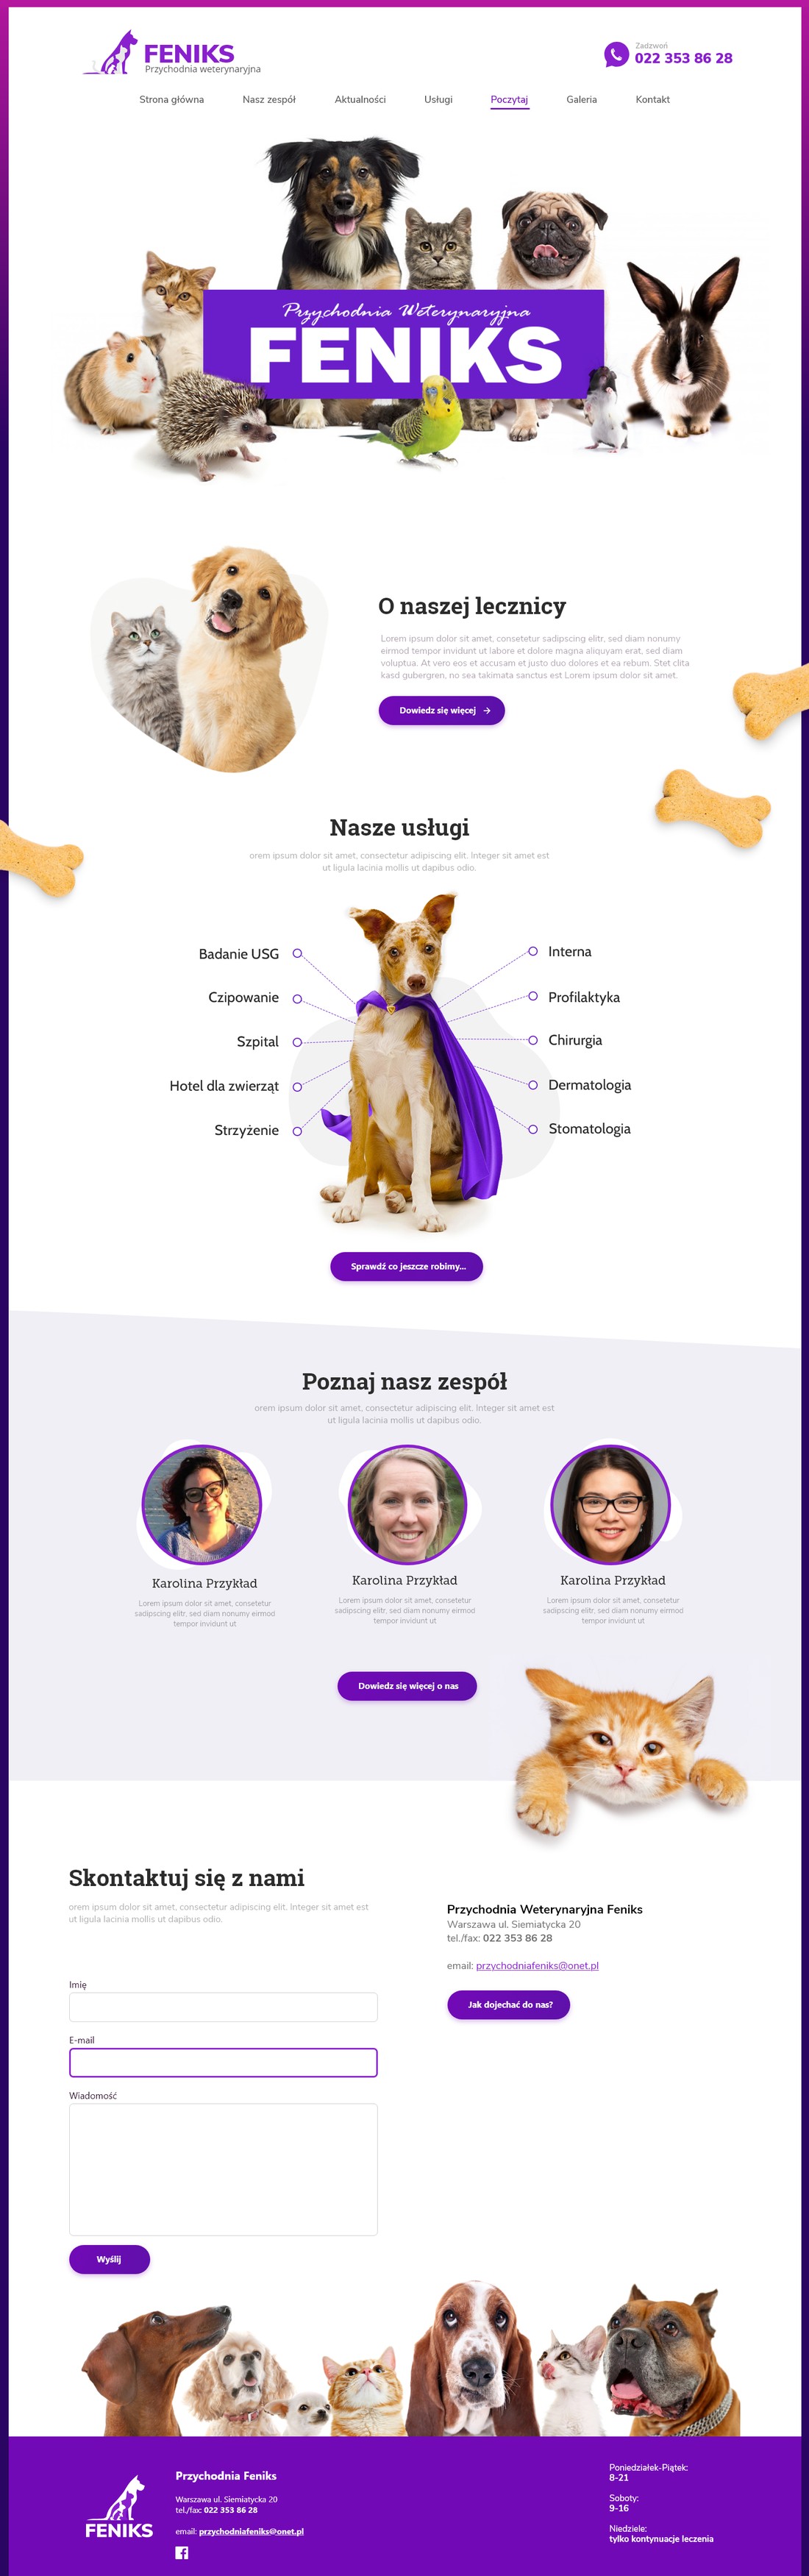 FENIKS
Przychodnia weterynaryjna
Zadzwoń
022 353 86 28
Strona główna
Nasz zespół
Aktualności
Usługi
Poczytaj
Galeria
Kontakt
Przychodnia Weterynaryjna
FENIKS
O naszej lecznicy
Lorem ipsum dolor sit amet, consetetur sadipscing elitr, sed diam nonumy
eirmod tempor invidunt ut labore et dolore magna aliquyam erat, sed diam
voluptua. At vero eos et accusam et justo duo dolores et ea rebum. Stet clita
kasd gubergren, no sea takimata sanctus est Lorem ipsum dolor sit amet.
Dowiedz się więcej →
Nasze usługi
orem ipsum dolor sit amet, consectetur adipiscing elit. Integer sit amet est
ut ligula lacinia mollis ut dapibus odio.
Badanie USG
Czipowanie
Szpital
Hotel dla zwierząt
Strzyżenie
Interna
Profilaktyka
Chirurgia
Dermatologia
Stomatologia
Sprawdź co jeszcze robimy...
Poznaj nasz zespół
orem ipsum dolor sit amet, consectetur adipiscing elit. Integer sit amet est
ut ligula lacinia mollis ut dapibus odio.
Karolina Przykład
Lorem ipsum dolor sit amet, consetetur
sadipscing elitr, sed diam nonumy eirmod
tempor invidunt ut
Karolina Przykład
Lorem ipsum dolor sit amet, consetetur
sadipscing elitr, sed diam nonumy eirmod
tempor invidunt ut
Karolina Przykład
Lorem ipsum dolor sit amet, consetetur
sadipscing elitr, sed diam nonumy eirmod
tempor invidunt ut
Dowiedz się więcej o nas
Skontaktuj się z nami
orem ipsum dolor sit amet, consectetur adipiscing elit. Integer sit amet est
ut ligula lacinia mollis ut dapibus odio.
Imię
E-mail
Wiadomość
Wyślij
Przychodnia Weterynaryjna Feniks
Warszawa ul. Siemiatycka 20
tel./fax: 022 353 86 28
email: przychodniafeniks@onet.pl
Jak dojechać do nas?
FENIKS
Przychodnia Feniks
Warszawa ul. Siemiatycka 20
tel./fax: 022 353 86 28
email: przychodniafeniks@onet.pl
Poniedziałek-Piątek:
8-21
Soboty:
9-16
Niedziele:
tylko kontynuacje leczenia